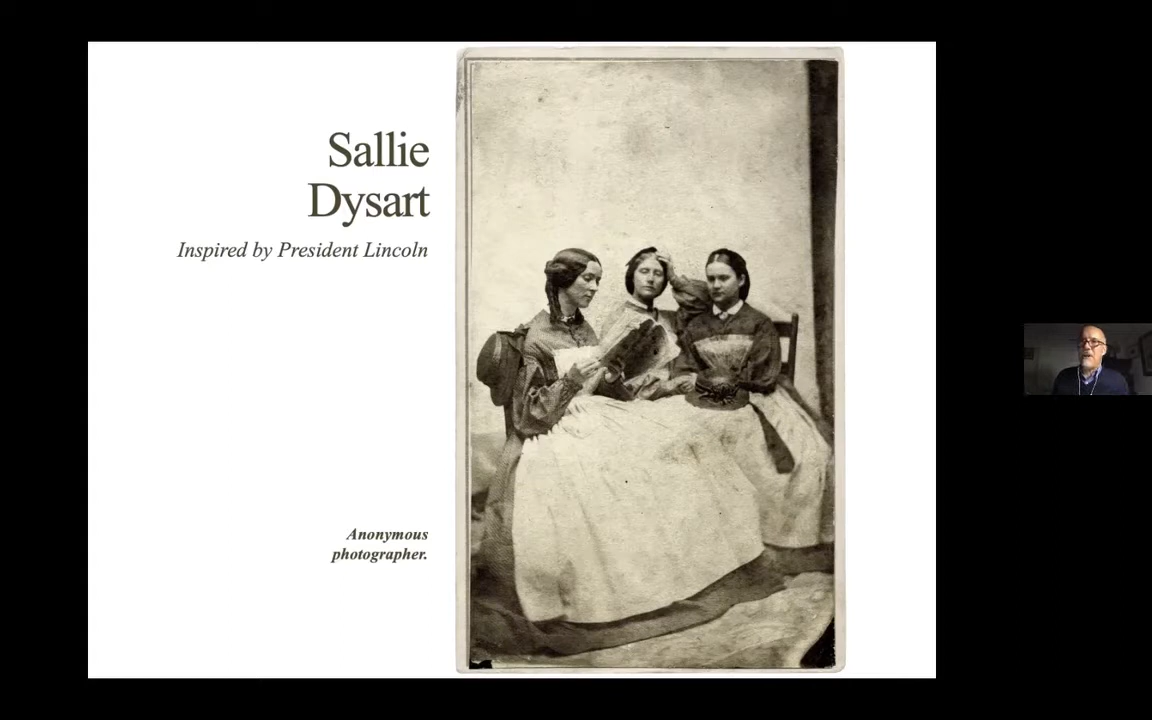 Sallie
Dysart
Inspired by President Lincoln
Anonymous
photographer.